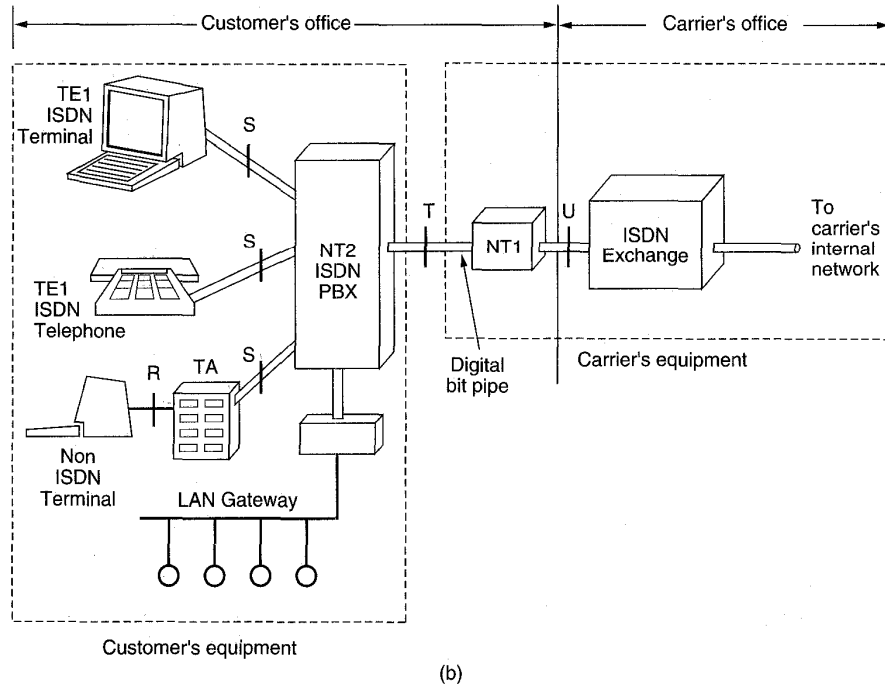 Customer's office
Carrier's office
TE1
ISDN
Terminal
S
TE1
ISDN
Telephone
S
NT2
ISDN
PBX
T
NT1
U
ISDN
Exchange
To
carrier's
internal
network
Digital
bit pipe
Carrier's equipment
R
TA
S
Non
ISDN
Terminal
LAN Gateway
Customer's equipment
(b)